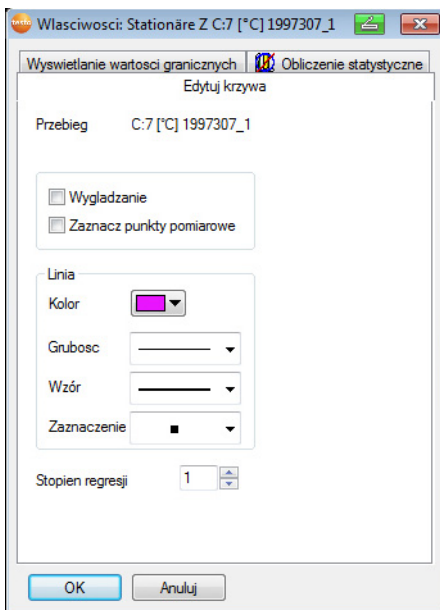 testo Wlasciwosci: Stationäre Z C:7 [°C] 1997307_1
Wyswietlanie wartosci granicznych Obliczenie statystyczne
Edytuj krzywa
Przebieg C:7 [°C] 1997307_1
Wygladzanie
Zaznacz punkty pomiarowe
Linia
Kolor
Grubosc
Wzór
Zaznaczenie
Stopien regresji 1
OK Anuluj